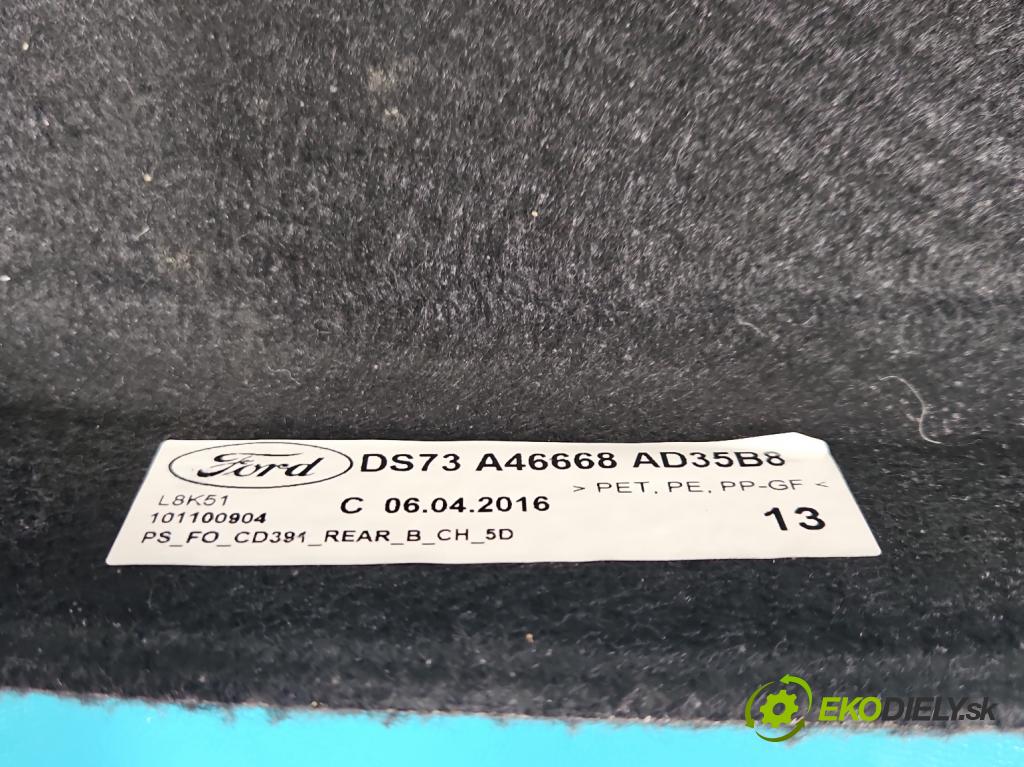 Ford DS73 A46668 AD35B8
> PET, PE, PP-GF <
L8K51 C 06.04.2016
101100904 13
PS_FO_CD391_REAR_B_CH_5D
EKODIELY.sk